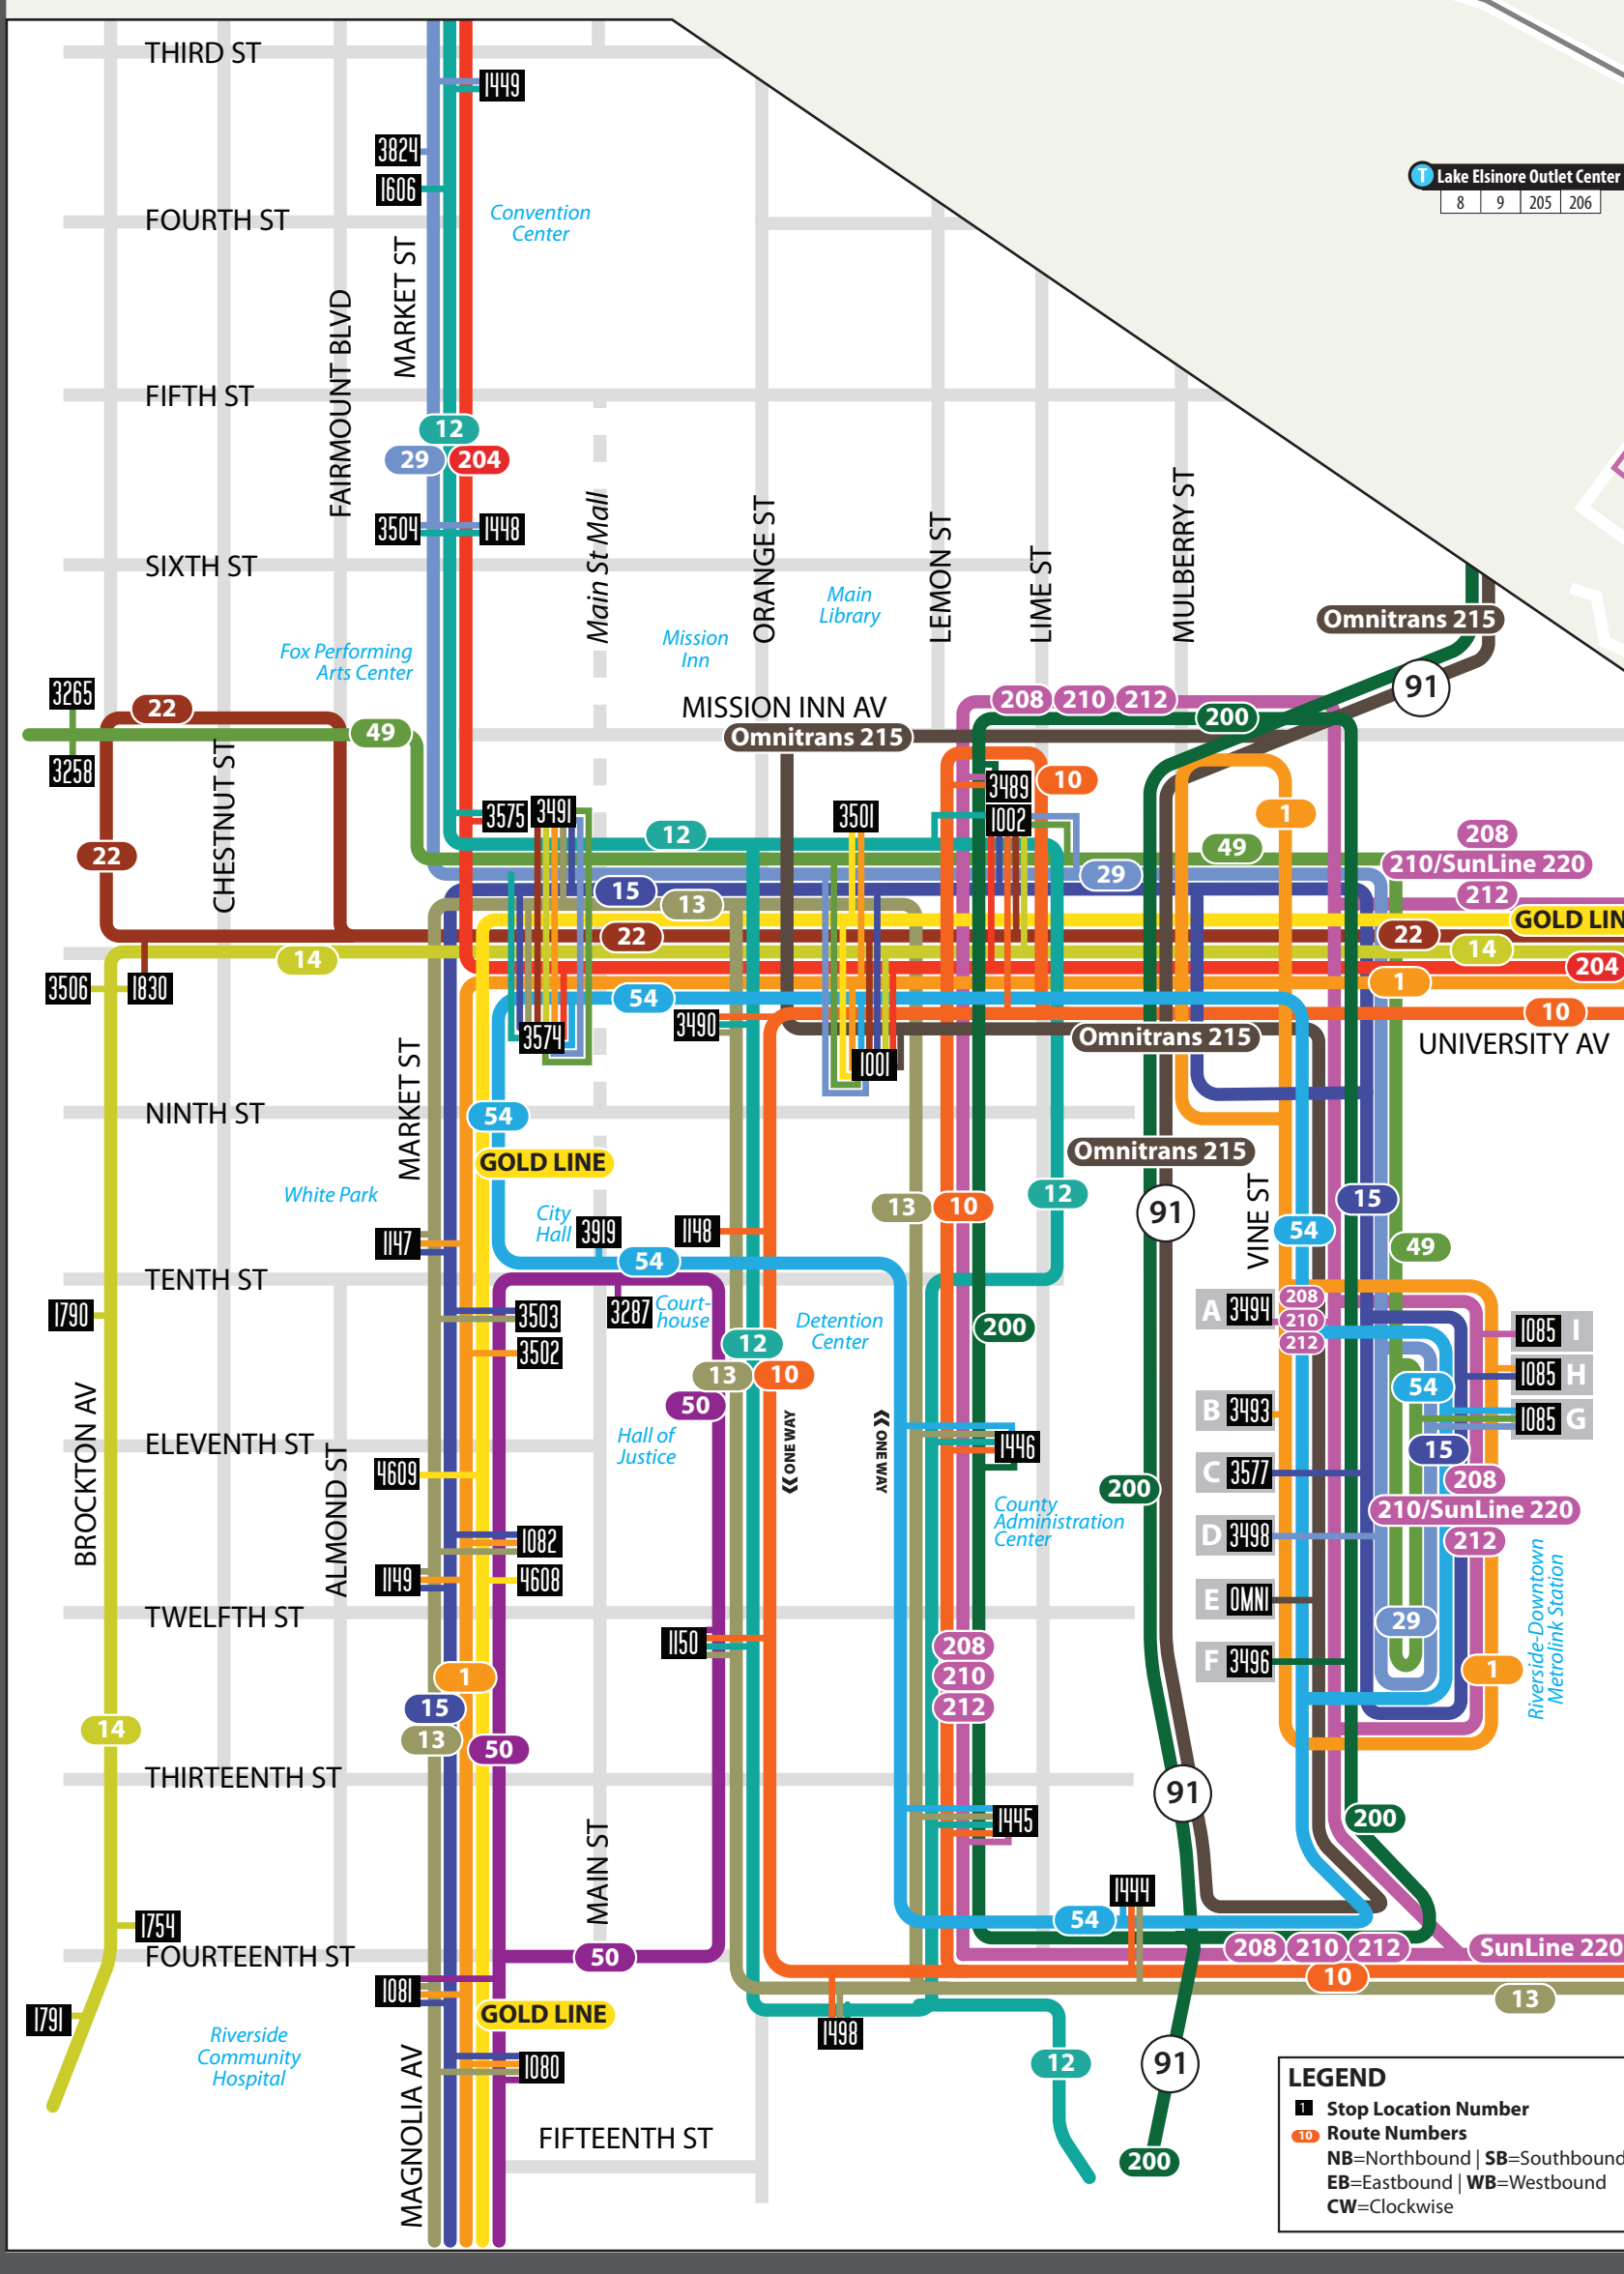 THIRD ST
1449
3824
1606
Lake Elsinore Outlet Center
T
8 9 205 206
FOURTH ST
Convention
Center
MARKET ST
FAIRMOUNT BLVD
FIFTH ST
12
29 204
3504 1448
SIXTH ST
Main St Mall
ORANGE ST
LEMON ST
LIME ST
MULBERRY ST
Main
Library
Mission
Inn
Fox Performing
Arts Center
Omnitrans 215
91
3265
22
49
3258
MISSION INN AV
Omnitrans 215
208 210 212
200
CHESTNUT ST
3575 3491
3501
3489
10
1002
1
22
12
49
208
210/SunLine 220
212
15
13
29
GOLD LIN
22
22
14
14
204
3506 1830
54
1
3490
3574
10
Omnitrans 215
UNIVERSITY AV
1001
MARKET ST
NINTH ST
54
GOLD LINE
Omnitrans 215
White Park
City
Hall
3919
1148
13 10
12
91
VINE ST
15
54
49
1147
54
TENTH ST
1790
3503
3287
Court-
house
3502
Detention
Center
200
A 3494
208
210
212
1085 I
1085 H
1085 G
12
13 10
50
54
B 3493
BROCKTON AV
ELEVENTH ST
ALMOND ST
Hall of
Justice
ONE WAY
ONE WAY
1446
15
4609
C 3577
208
200
210/SunLine 220
County
Administration
Center
D 3498
212
1082
1149
4608
E OMNI
Riverside-Downtown
Metrolink Station
TWELFTH ST
29
1150
208
210
212
F 3496
1
1
15
13
14
50
THIRTEENTH ST
91
200
1445
MAIN ST
1444
1754
54
FOURTEENTH ST
50
208 210 212
SunLine 220
10
1081
13
1791
GOLD LINE
1498
Riverside
Community
Hospital
1080
12
91
MAGNOLIA AV
FIFTEENTH ST
200
LEGEND
1 Stop Location Number
10 Route Numbers
NB=Northbound | SB=Southbound
EB=Eastbound | WB=Westbound
CW=Clockwise